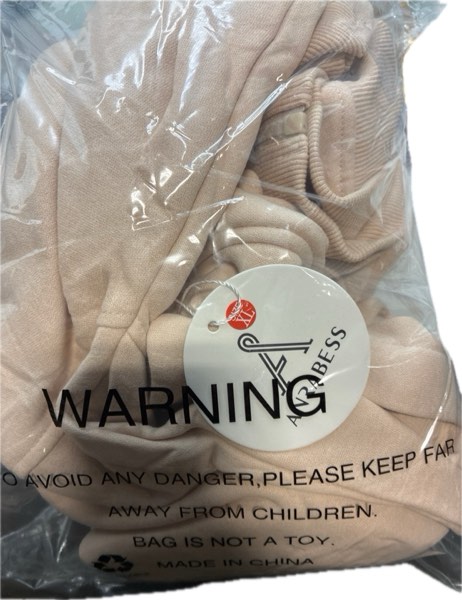 XL
ANRABESS
WARNING
O AVOID ANY DANGER,PLEASE KEEP FAR
AWAY FROM CHILDREN.
BAG IS NOT A TOY.
MADE IN CHINA